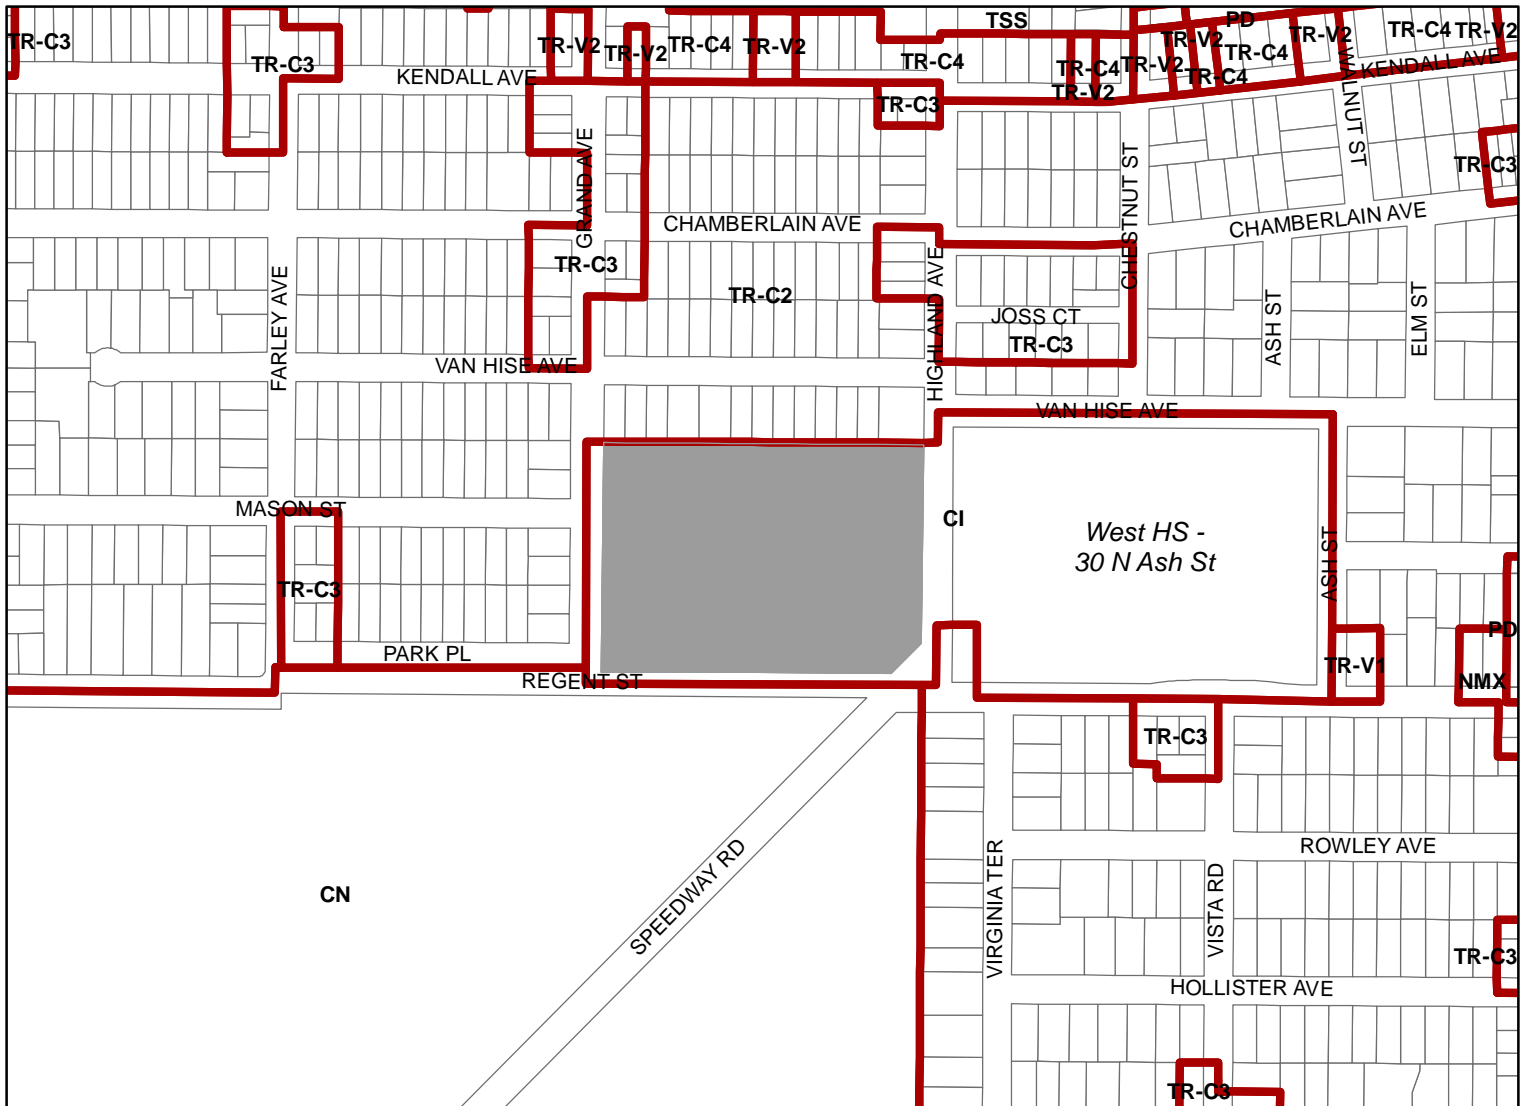 TSS
PD
TR-C3
TR-C3
TR-V2
TR-V2
TR-C4
TR-V2
TR-C4
TR-C4
TR-V2
TR-V2
TR-V2
TR-C4
TR-C4
TR-V2
TR-C4
TR-V2
KENDALL AVE
KENDALL AVE
WALNUT ST
TR-C3
TR-C3
GRAND AVE
CHESTNUT ST
CHAMBERLAIN AVE
CHAMBERLAIN AVE
TR-C3
TR-C2
FARLEY AVE
HIGHLAND AVE
JOSS CT
TR-C3
ASH ST
ELM ST
VAN HISE AVE
VAN HISE AVE
MASON ST
CI
West HS -
30 N Ash St
ASH ST
TR-C3
PARK PL
REGENT ST
TR-V1
PD
NMX
TR-C3
SPEEDWAY RD
CN
VIRGINIA TER
VISTA RD
ROWLEY AVE
TR-C3
HOLLISTER AVE
TR-C3